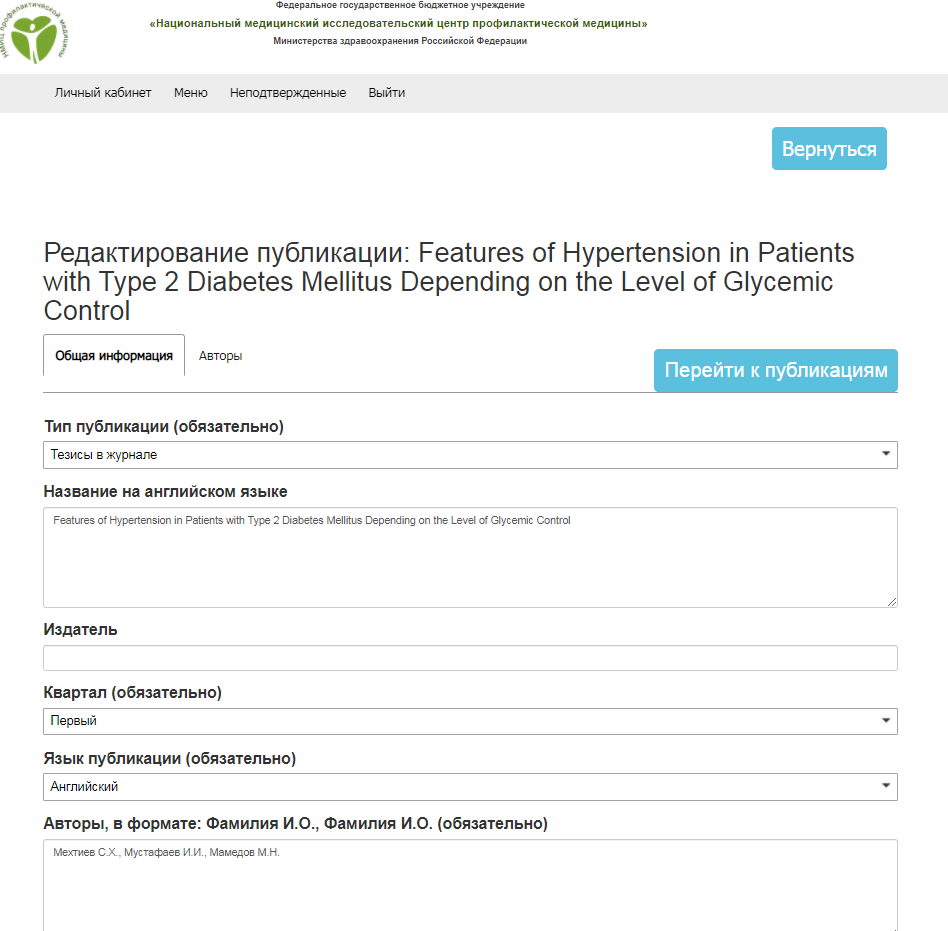 НМИЦ профилактической медицины
Федеральное государственное бюджетное учреждение
«Национальный медицинский исследовательский центр профилактической медицины»
Министерства здравоохранения Российской Федерации
Личный кабинет Меню Неподтвержденные Выйти
Вернуться
Редактирование публикации: Features of Hypertension in Patients
with Type 2 Diabetes Mellitus Depending on the Level of Glycemic
Control
Общая информация Авторы
Перейти к публикациям
Тип публикации (обязательно)
Тезисы в журнале
Название на английском языке
Features of Hypertension in Patients with Type 2 Diabetes Mellitus Depending on the Level of Glycemic Control
Издатель
Квартал (обязательно)
Первый
Язык публикации (обязательно)
Английский
Авторы, в формате: Фамилия И.О., Фамилия И.О. (обязательно)
Мехтиев С.Х., Мустафаев И.И., Мамедов М.Н.